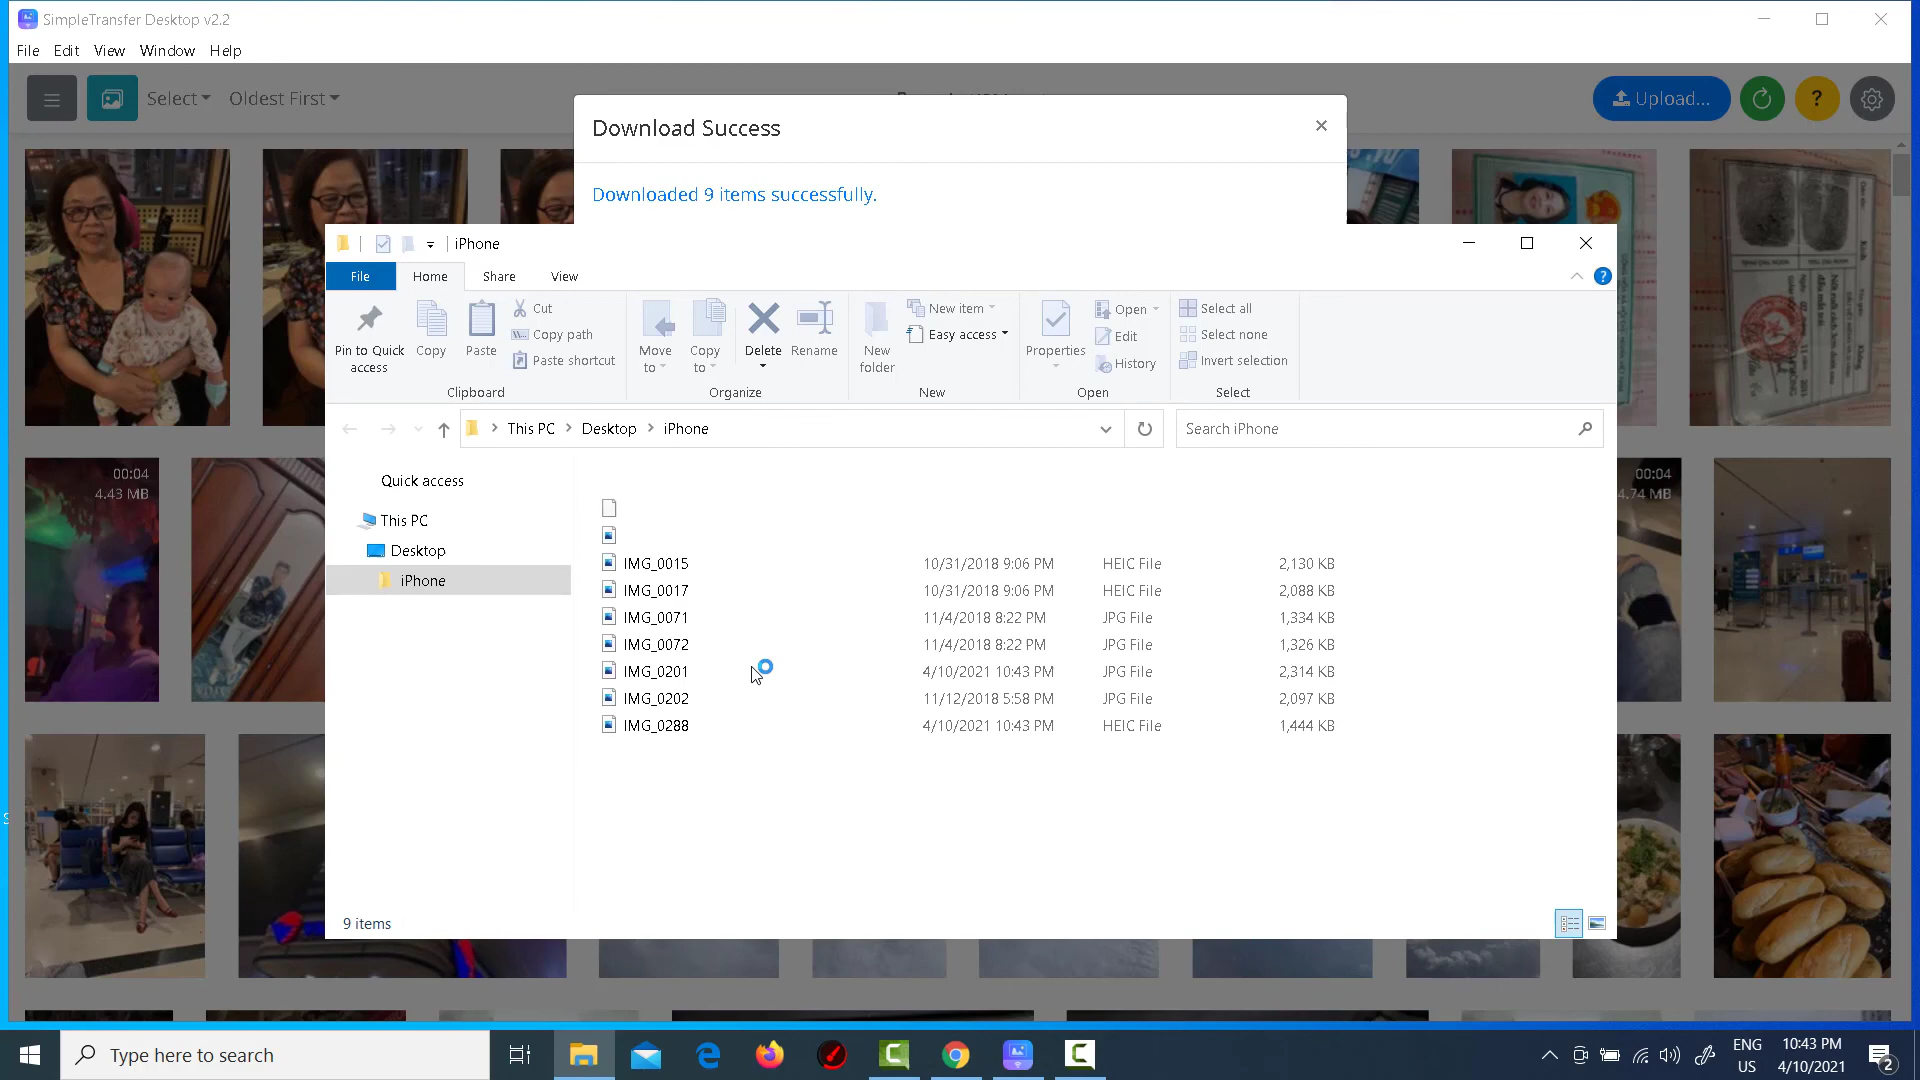 SimpleTransfer Desktop v2.2
File Edit View Window Help
Select Oldest First
Upload... ?
Download Success ×
Downloaded 9 items successfully.
00:04
4.43 MB
00:04
4.74 MB
iPhone
File Home Share View ?
Pin to Quick access
Copy
Paste
Cut
Copy path
Paste shortcut
Clipboard
Move to
Copy to
Delete
Rename
Organize
New folder
New item
Easy access
New
Properties
Open
Edit
History
Open
Select all
Select none
Invert selection
Select
This PC > Desktop > iPhone
Search iPhone
Quick access
This PC
Desktop
iPhone
IMG_0015 10/31/2018 9:06 PM HEIC File 2,130 KB
IMG_0017 10/31/2018 9:06 PM HEIC File 2,088 KB
IMG_0071 11/4/2018 8:22 PM JPG File 1,334 KB
IMG_0072 11/4/2018 8:22 PM JPG File 1,326 KB
IMG_0201 4/10/2021 10:43 PM JPG File 2,314 KB
IMG_0202 11/12/2018 5:58 PM JPG File 2,097 KB
IMG_0288 4/10/2021 10:43 PM HEIC File 1,444 KB
9 items
Type here to search
ENG
US
10:43 PM
4/10/2021
2